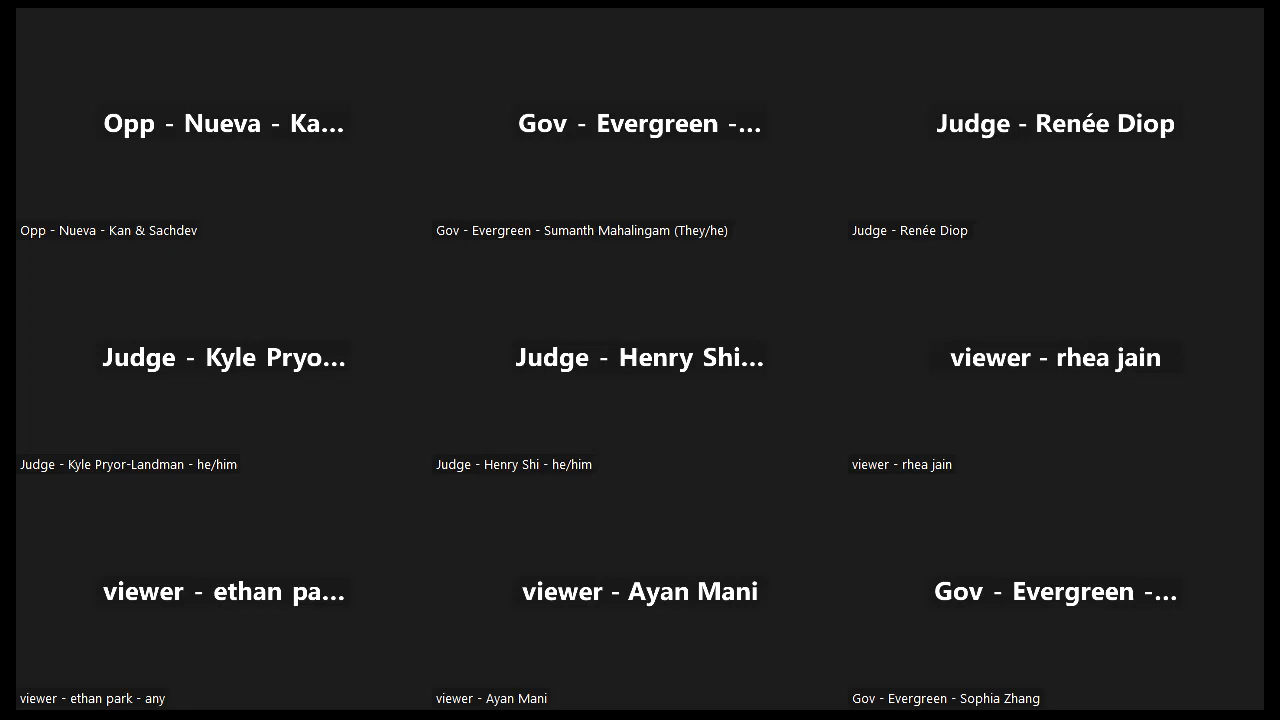 Opp - Nueva - Ka...
Gov - Evergreen -...
Judge - Renée Diop
Opp - Nueva - Kan & Sachdev
Gov - Evergreen - Sumanth Mahalingam (They/he)
Judge - Renée Diop
Judge - Kyle Pryo...
Judge - Henry Shi...
viewer - rhea jain
Judge - Kyle Pryor-Landman - he/him
Judge - Henry Shi - he/him
viewer - rhea jain
viewer - ethan pa...
viewer - Ayan Mani
Gov - Evergreen -...
viewer - ethan park - any
viewer - Ayan Mani
Gov - Evergreen - Sophia Zhang